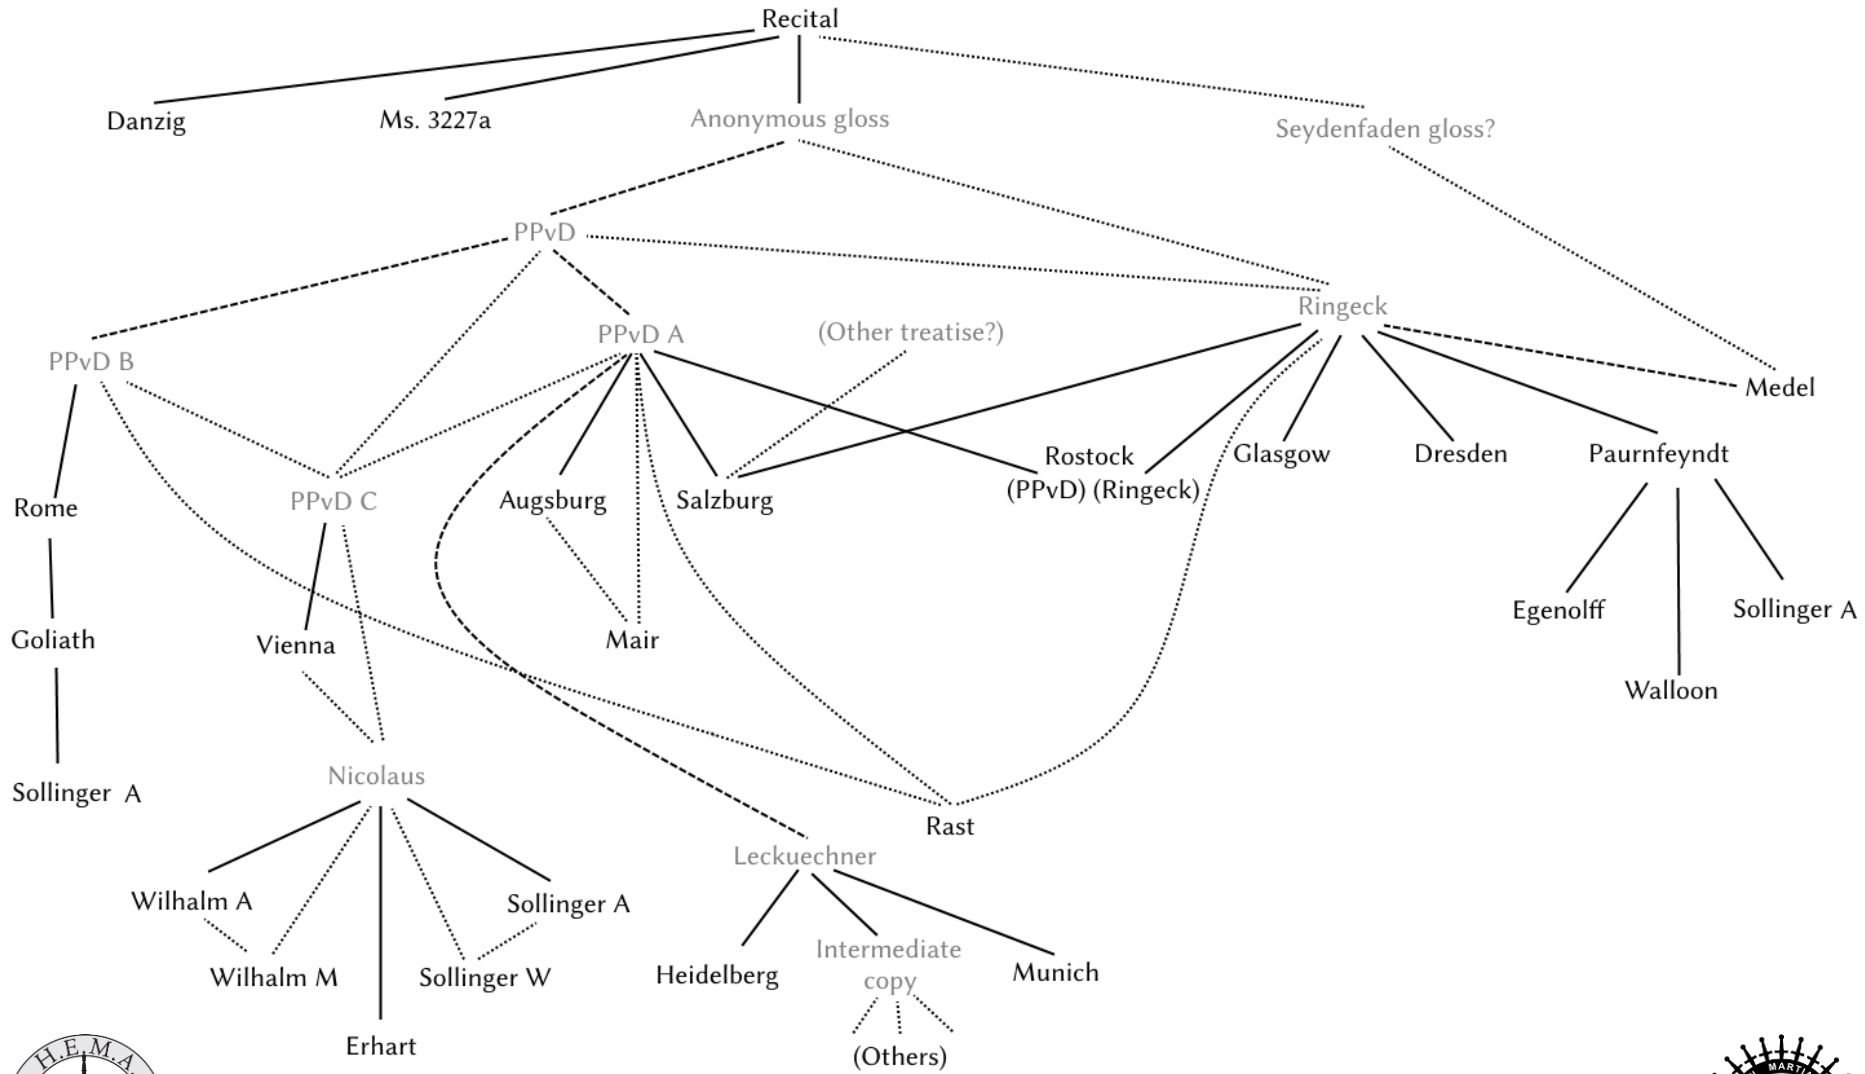 Recital
Danzig
Ms. 3227a
Anonymous gloss
Seydenfaden gloss?
PPvD
Ringeck
PPvD B
PPvD A
(Other treatise?)
Medel
Rome
PPvD C
Augsburg
Salzburg
Rostock
(PPvD) (Ringeck)
Glasgow
Dresden
Paurnfeyndt
Goliath
Vienna
Mair
Egenolff
Sollinger A
Walloon
Sollinger A
Nicolaus
Rast
Leckuechner
Wilhalm A
Sollinger A
Wilhalm M
Sollinger W
Heidelberg
Intermediate
copy
Munich
Erhart
(Others)
H.E.M.A.
MART